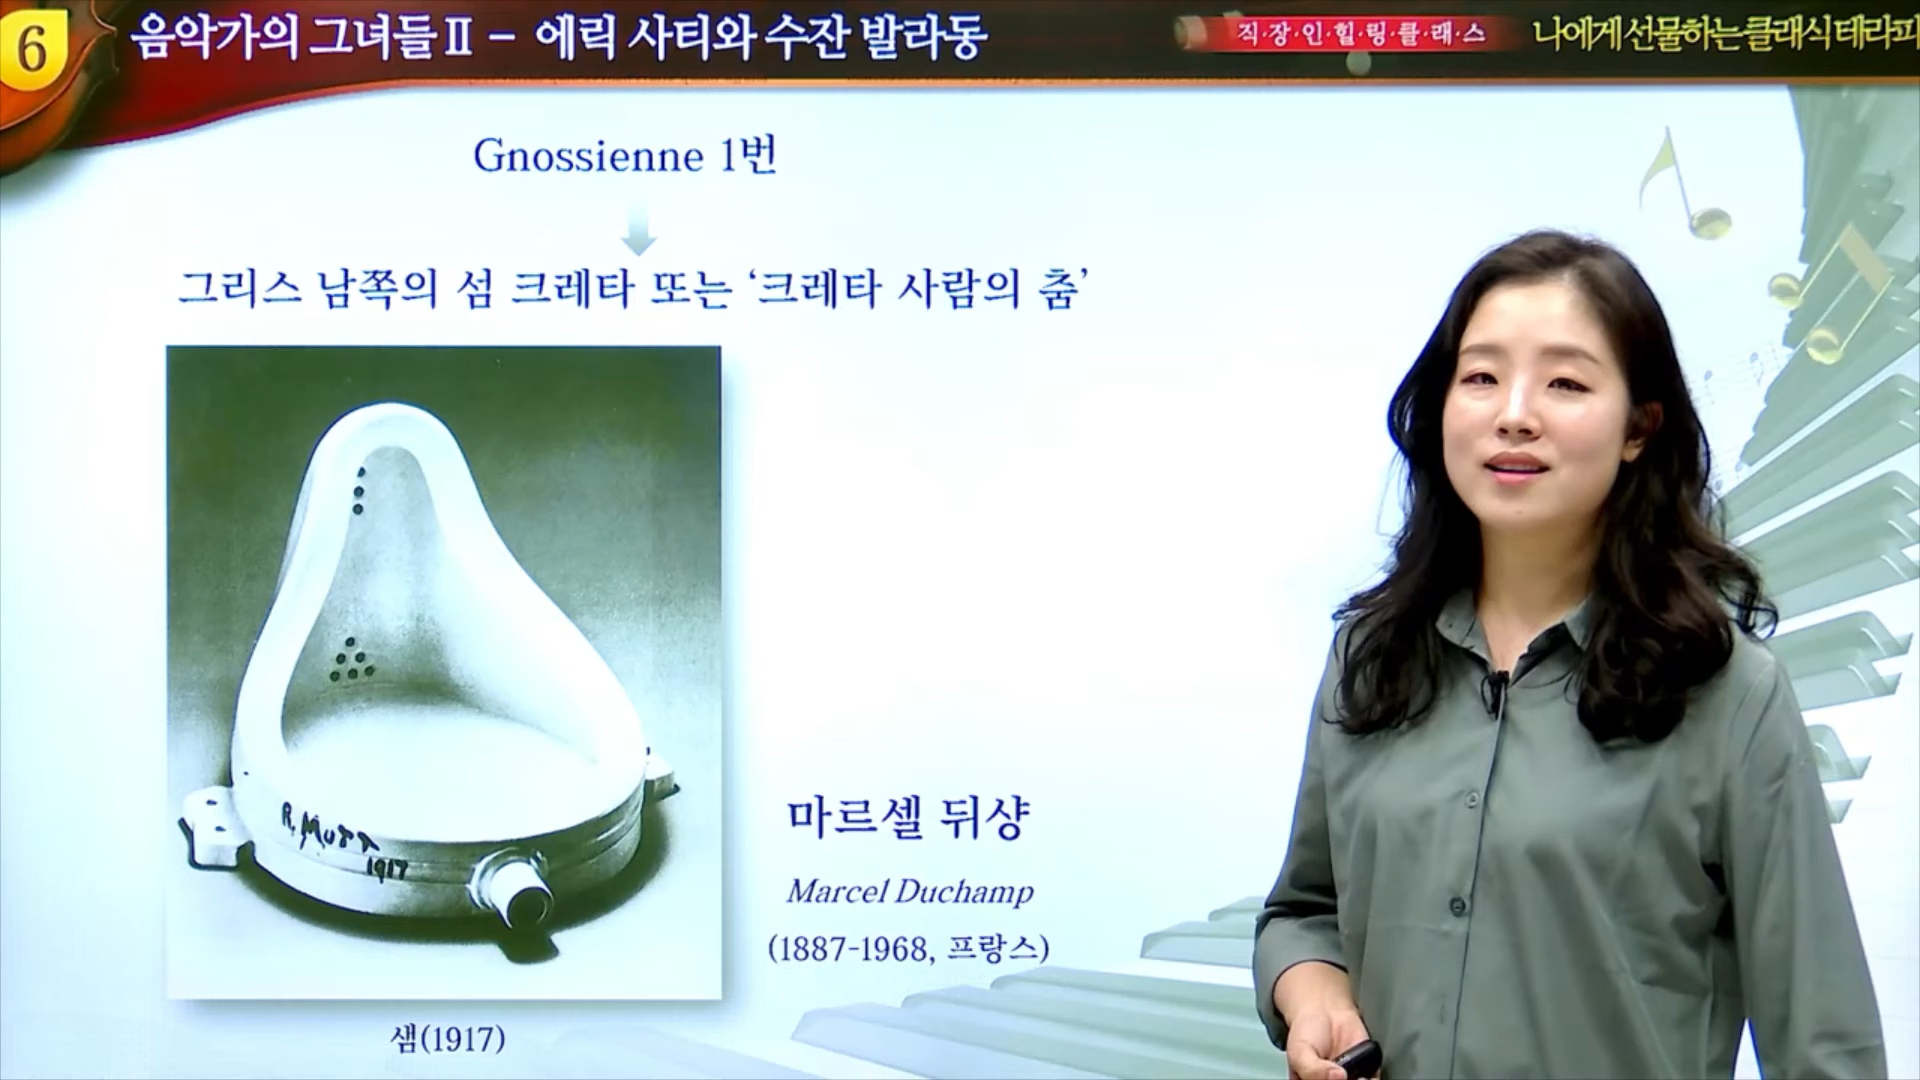 6
음악가의 그녀들 Ⅱ - 에릭 사티와 수잔 발라동
직·장·인·힐·링·클·래·스
나에게 선물하는 클래식 테라피
Gnossienne 1번
그리스 남쪽의 섬 크레타 또는 ‘크레타 사람의 춤’
R. Mutt
1917
마르셀 뒤샹
Marcel Duchamp
(1887-1968, 프랑스)
샘(1917)